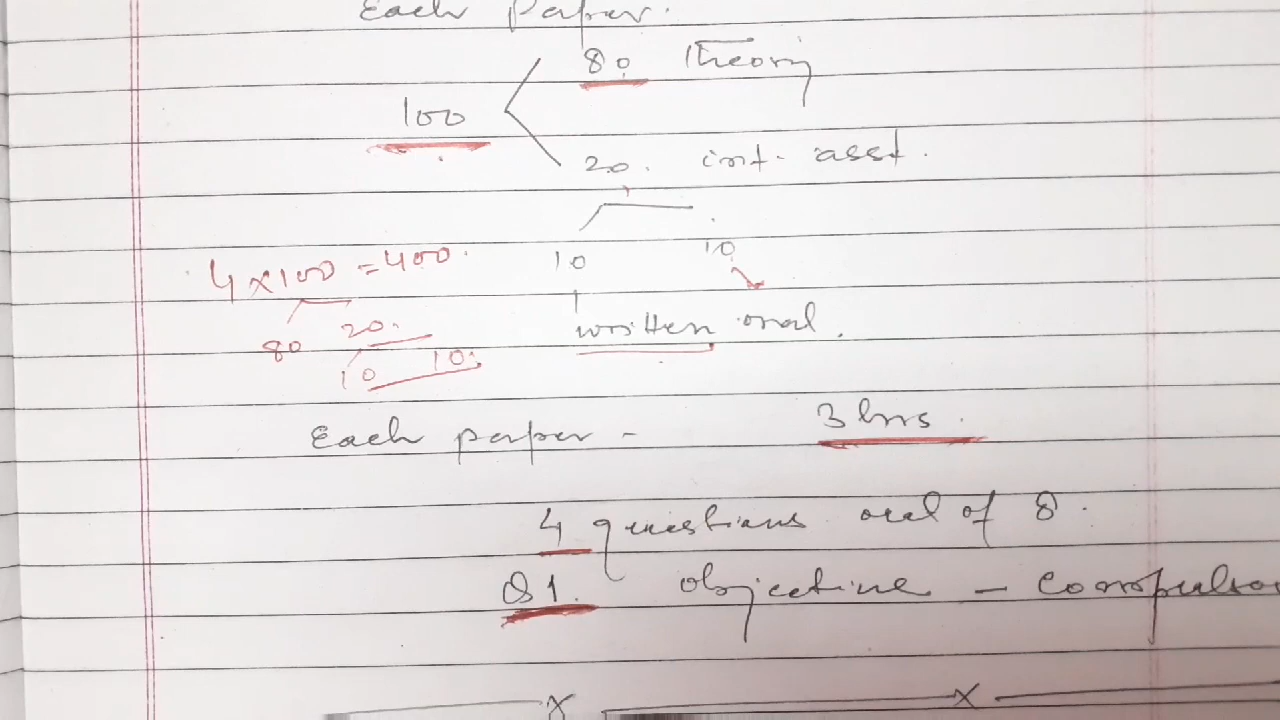 Each Paper.
80 Theory
100
20. int. asst.
4 x 100 = 400.
10 10
80 20.
written oral.
10 10
Each paper - 3 hrs.
4 questions out of 8.
Q1. objective - Compulso
x x